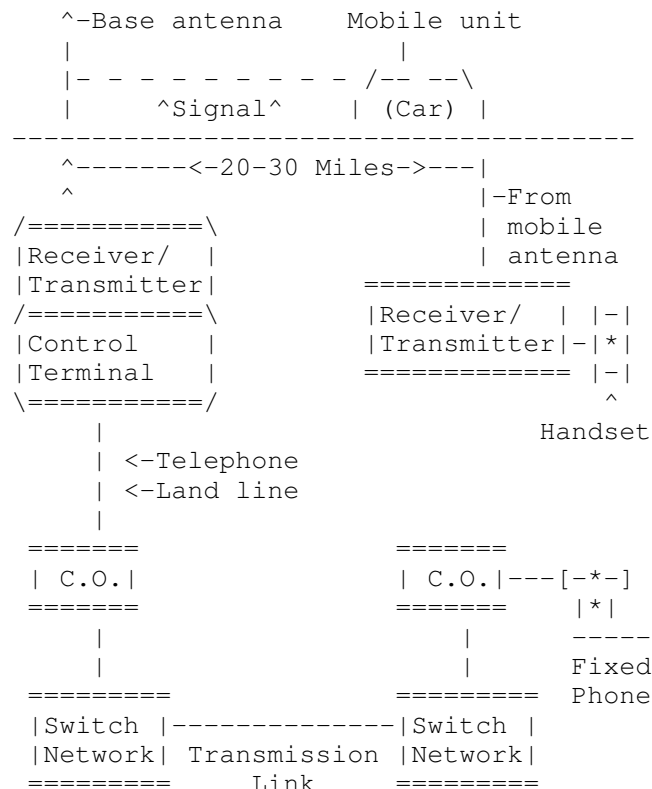 ^-Base antenna    Mobile unit
   |                      |
   |- - - - - - - - - /-- --\
   |     ^Signal^    | (Car) |
---------------------------------------
   ^-------<-20-30 Miles->---|
   ^                         |-From
/===========\                | mobile
|Receiver/  |                | antenna
|Transmitter|         =============
/===========\         |Receiver/  | |-|
|Control    |         |Transmitter|-|*|
|Terminal   |         ============= |-|
\===========/                        ^
     |                           Handset
     | <-Telephone
     | <-Land line
     |
 =======                =======
 | C.O.|                | C.O.|---[-*-]
 =======                =======    |*|
     |                      |     -----
     |                      |     Fixed
 =========              ========= Phone
 |Switch |--------------|Switch |
 |Network| Transmission |Network|
 =========     Link     =========